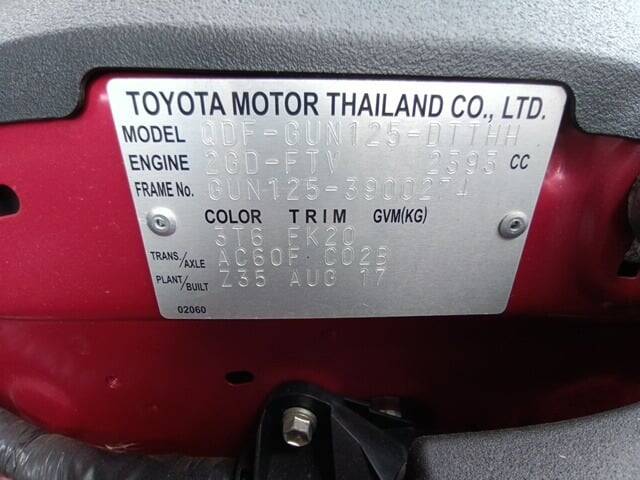 TOYOTA MOTOR THAILAND CO., LTD.
MODEL QDF-GUN125-DTTHH
ENGINE 2GD-FTV 2393 CC
FRAME No. GUN125-3900274
COLOR TRIM GVM(KG)
3T6 FK20
TRANS./AXLE AC60F C02B
PLANT/BUILT Z35 AUG 17
02060